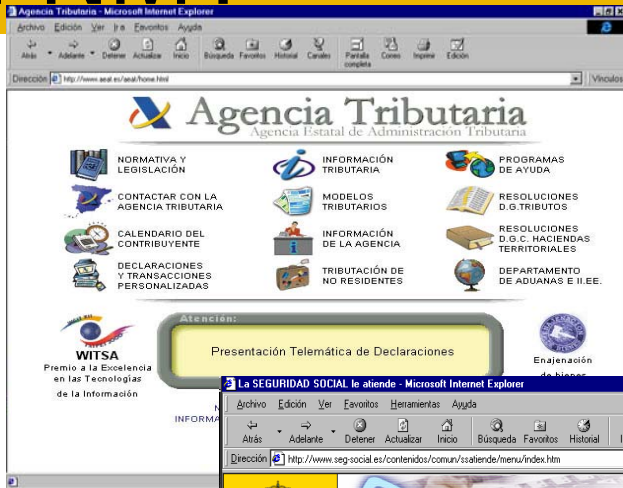 Agencia Tributaria - Microsoft Internet Explorer
Archivo Edición Ver Ir a Favoritos Ayuda
Atrás Adelante Detener Actualizar Inicio Búsqueda Favoritos Historial Canales Pantalla completa Correo Imprimir Edición
Dirección http://www.aeat.es/aeat/home.html Vínculos
Agencia Tributaria
Agencia Estatal de Administración Tributaria
NORMATIVA Y
LEGISLACIÓN
INFORMACIÓN
TRIBUTARIA
PROGRAMAS
DE AYUDA
CONTACTAR CON LA
AGENCIA TRIBUTARIA
MODELOS
TRIBUTARIOS
RESOLUCIONES
D.G.TRIBUTOS
CALENDARIO DEL
CONTRIBUYENTE
INFORMACIÓN
DE LA AGENCIA
RESOLUCIONES
D.G.C. HACIENDAS
TERRITORIALES
DECLARACIONES
Y TRANSACCIONES
PERSONALIZADAS
TRIBUTACIÓN DE
NO RESIDENTES
DEPARTAMENTO
DE ADUANAS E II.EE.
Atención:
Presentación Telemática de Declaraciones
WITSA
Premio a la Excelencia
en las Tecnologías
de la Información
Enajenación
de bienes
La SEGURIDAD SOCIAL le atiende - Microsoft Internet Explorer
Archivo Edición Ver Favoritos Herramientas Ayuda
Atrás Adelante Detener Actualizar Inicio Búsqueda Favoritos Historial
Dirección http://www.seg-social.es/contenidos/comun/ssatiende/menu/index.htm